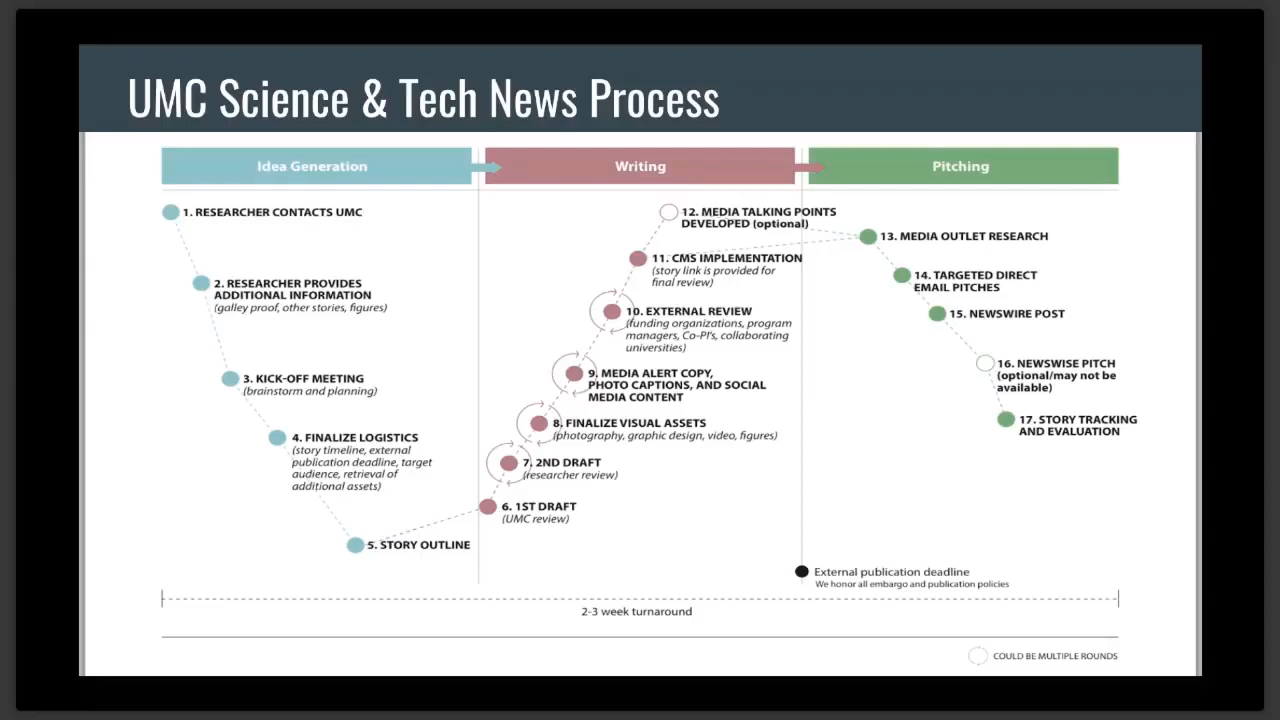 UMC Science & Tech News Process
Idea Generation
Writing
Pitching
1. RESEARCHER CONTACTS UMC
2. RESEARCHER PROVIDES
ADDITIONAL INFORMATION
(galley proof, other stories, figures)
3. KICK-OFF MEETING
(brainstorm and planning)
4. FINALIZE LOGISTICS
(story timeline, external
publication deadline, target
audience, retrieval of
additional assets)
5. STORY OUTLINE
12. MEDIA TALKING POINTS
DEVELOPED (optional)
11. CMS IMPLEMENTATION
(story link is provided for
final review)
10. EXTERNAL REVIEW
(funding organizations, program
managers, Co-PI's, collaborating
universities)
9. MEDIA ALERT COPY,
PHOTO CAPTIONS, AND SOCIAL
MEDIA CONTENT
8. FINALIZE VISUAL ASSETS
(photography, graphic design, video, figures)
7. 2ND DRAFT
(researcher review)
6. 1ST DRAFT
(UMC review)
13. MEDIA OUTLET RESEARCH
14. TARGETED DIRECT
EMAIL PITCHES
15. NEWSWIRE POST
16. NEWSWISE PITCH
(optional/may not be
available)
17. STORY TRACKING
AND EVALUATION
External publication deadline
We honor all embargo and publication policies
2-3 week turnaround
COULD BE MULTIPLE ROUNDS